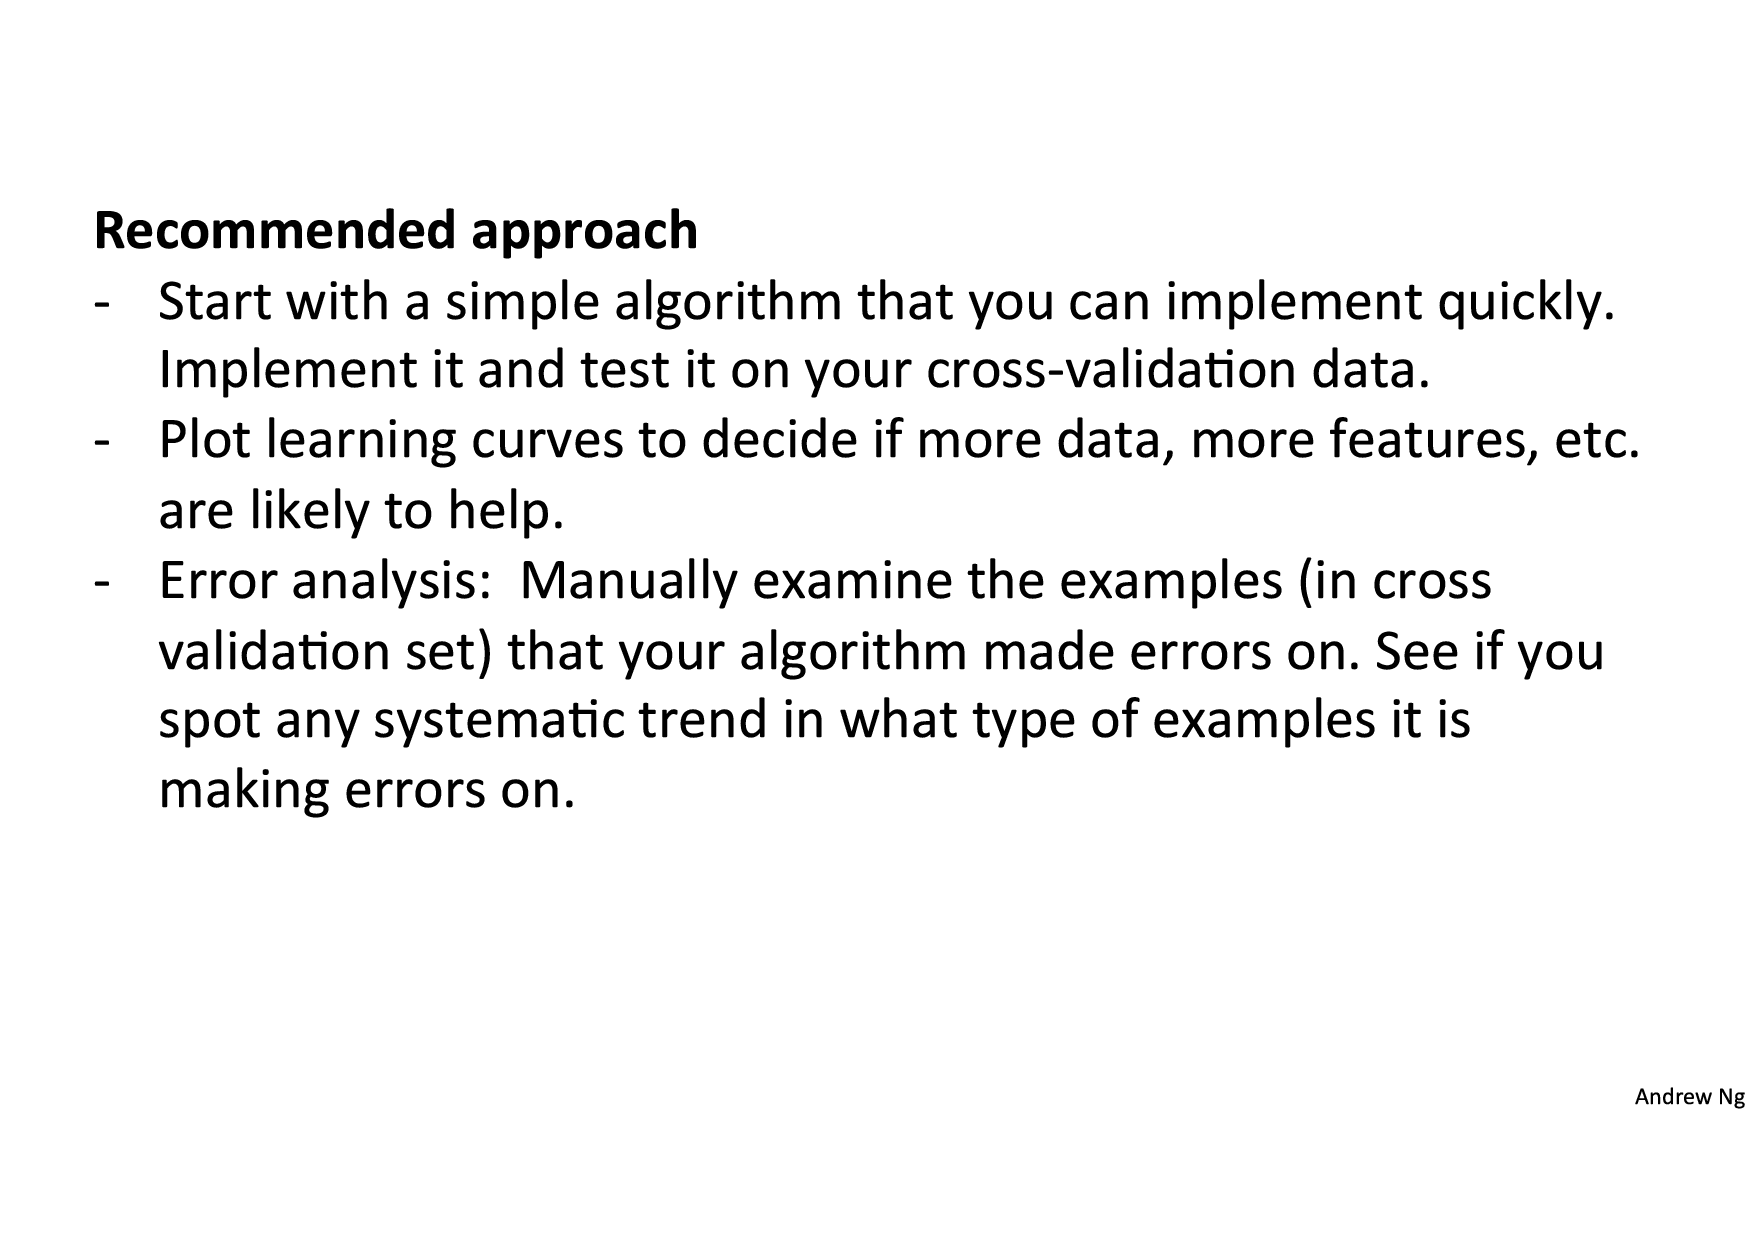 Recommended approach
- Start with a simple algorithm that you can implement quickly.
Implement it and test it on your cross-validation data.
- Plot learning curves to decide if more data, more features, etc.
are likely to help.
- Error analysis:  Manually examine the examples (in cross
validation set) that your algorithm made errors on. See if you
spot any systematic trend in what type of examples it is
making errors on.
Andrew Ng